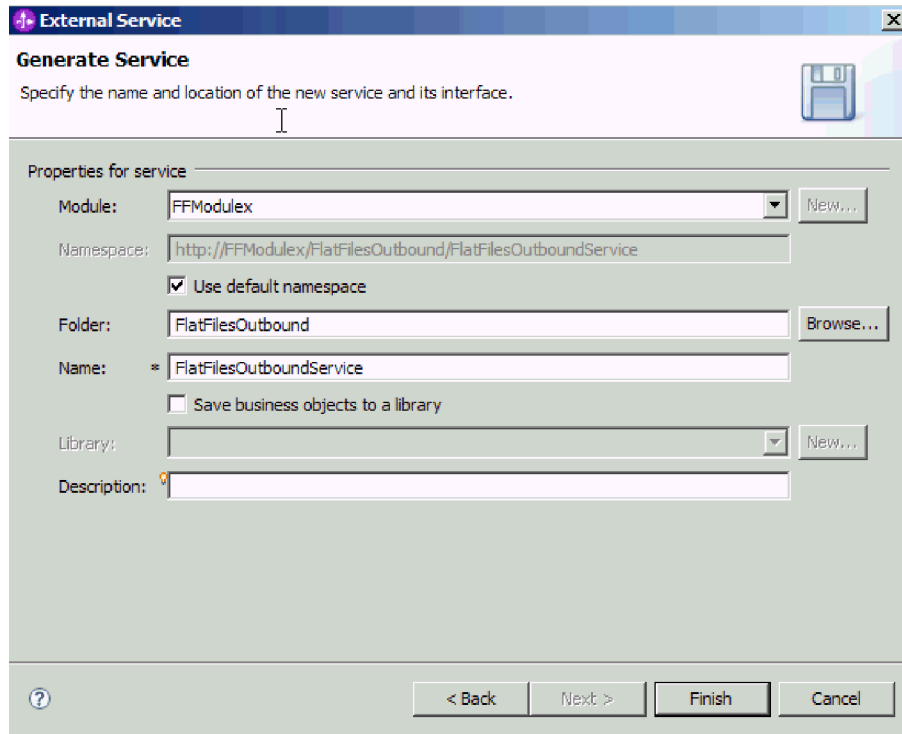 External Service
Generate Service
Specify the name and location of the new service and its interface.
Properties for service
Module: FFModulex New...
Namespace: http://FFModulex/FlatFilesOutbound/FlatFilesOutboundService
Use default namespace
Folder: FlatFilesOutbound Browse...
Name: * FlatFilesOutboundService
Save business objects to a library
Library: New...
Description:
? < Back Next > Finish Cancel